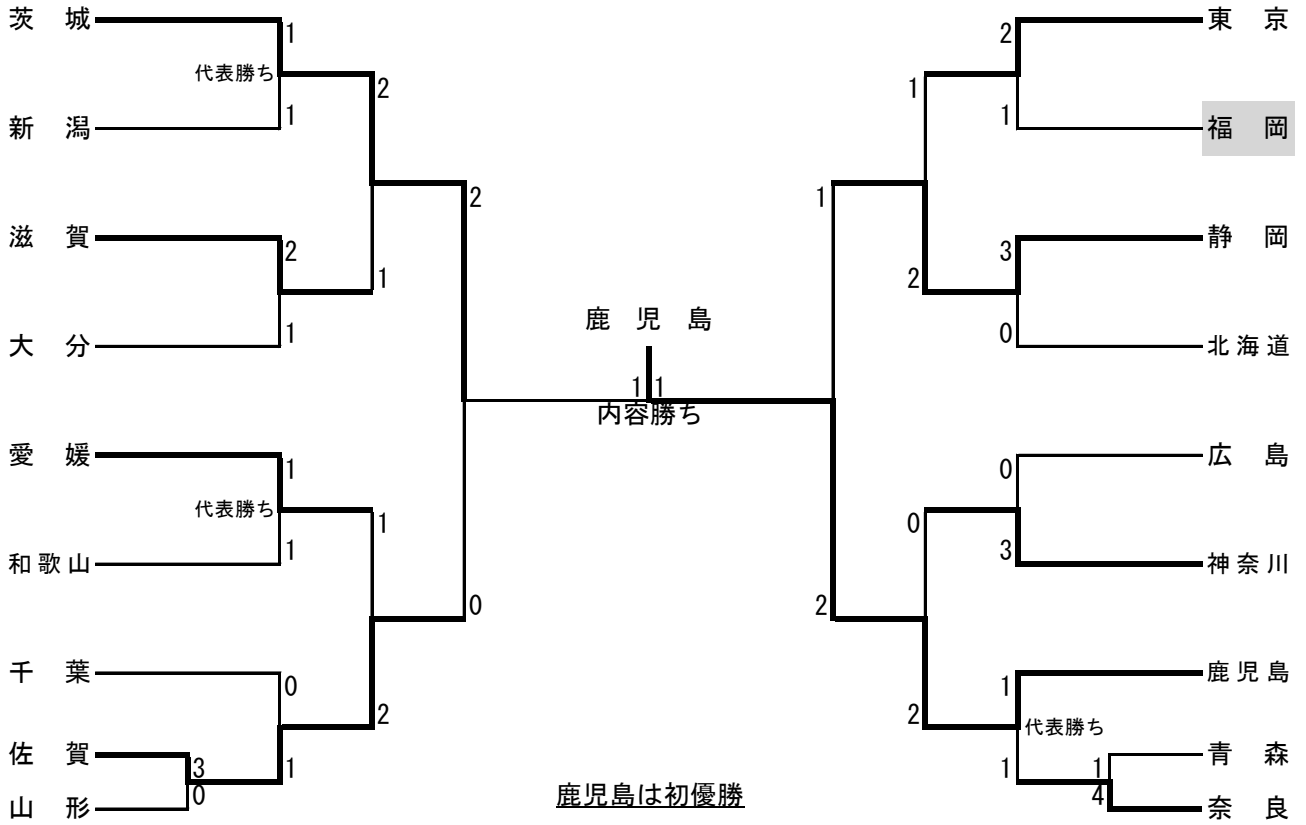 茨城
1
代表勝ち
2
1
新潟
2
滋賀
2
1
1
大分
愛媛
1
代表勝ち
1
1
和歌山
0
千葉
0
2
佐賀
3
1
0
山形
鹿児島
1 1
内容勝ち
鹿児島は初優勝
東京
2
1
1
福岡
1
静岡
3
2
0
北海道
広島
0
0
3
神奈川
2
鹿児島
1
2
代表勝ち
青森
1
1
4
奈良